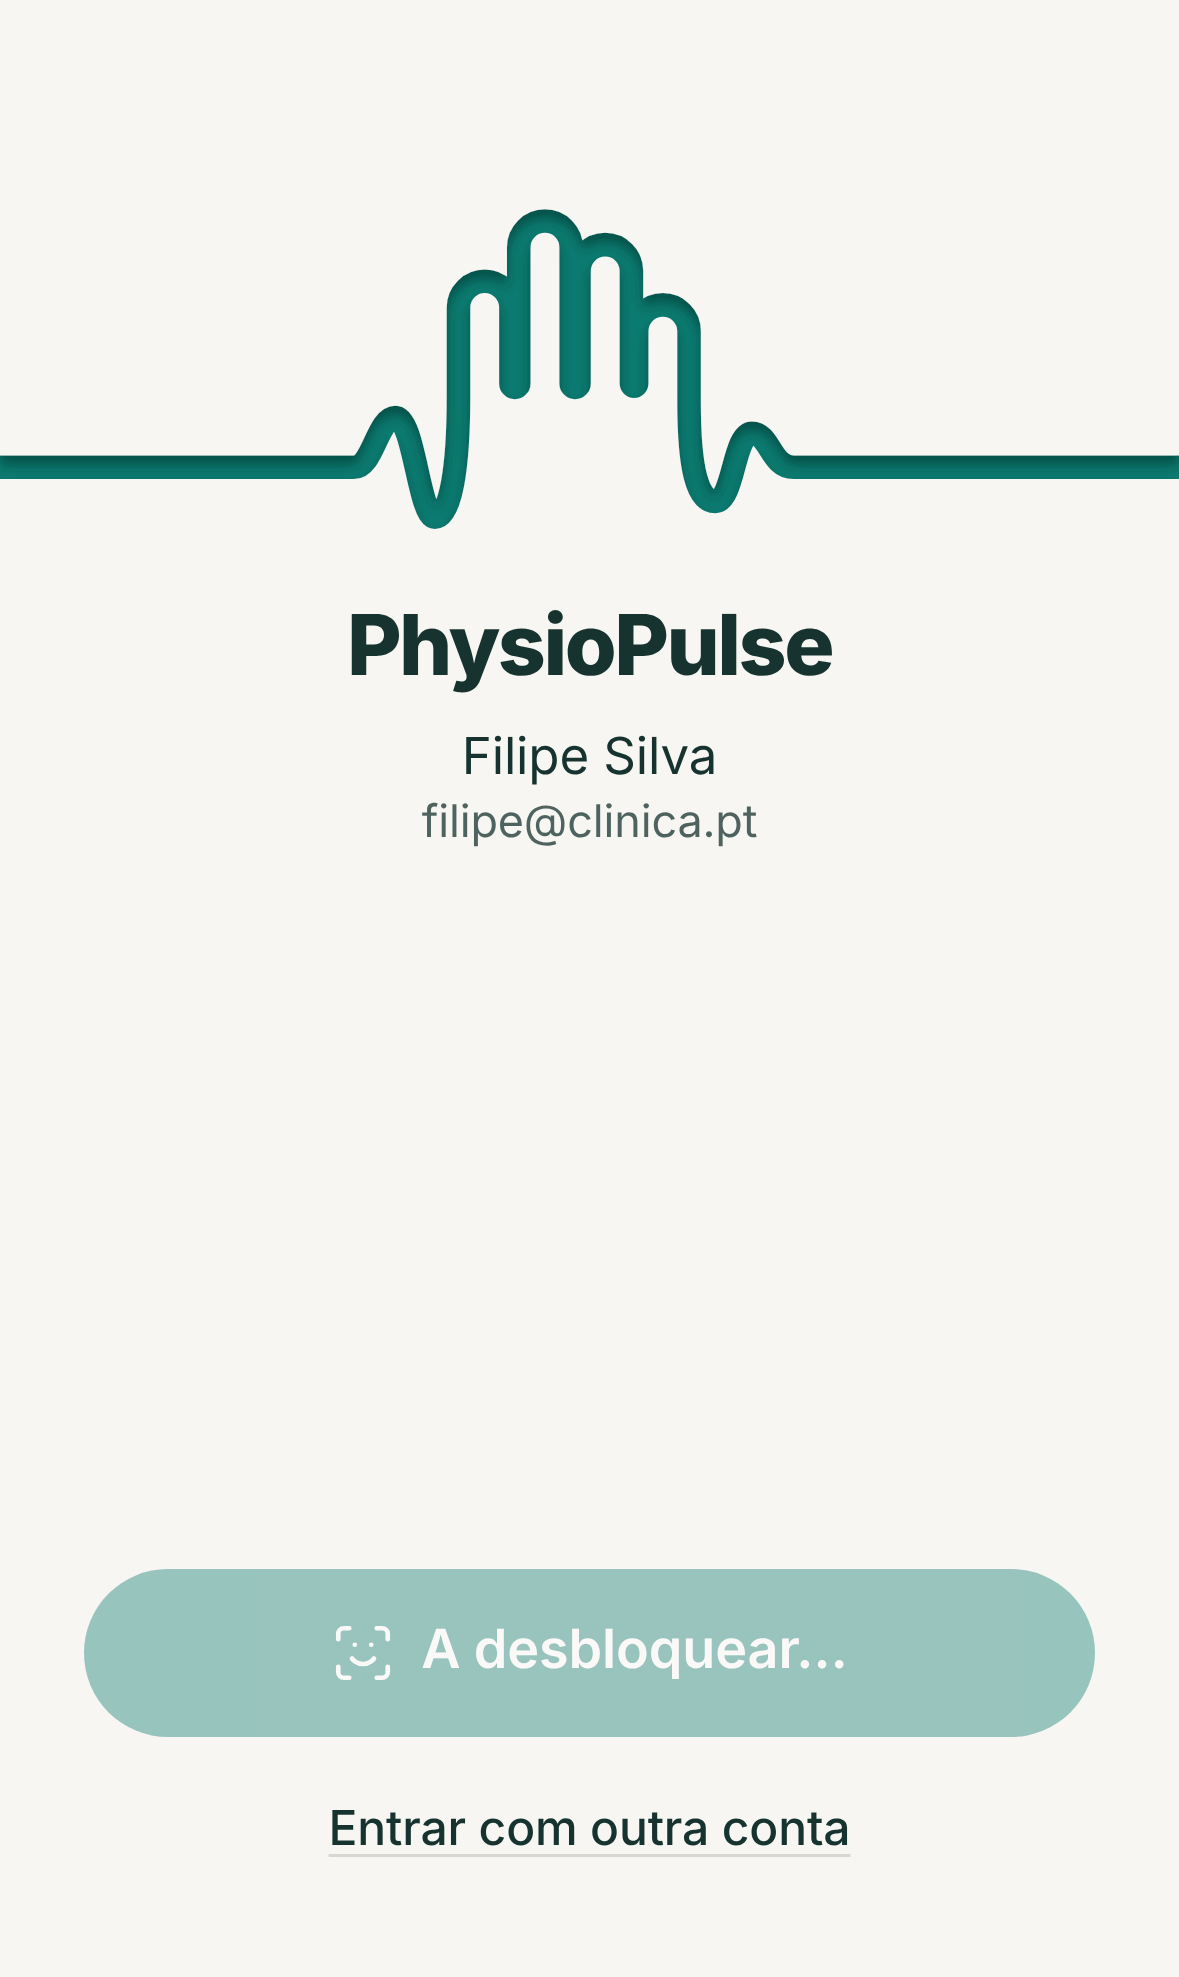 PhysioPulse
Filipe Silva
filipe@clinica.pt
A desbloquear...
Entrar com outra conta